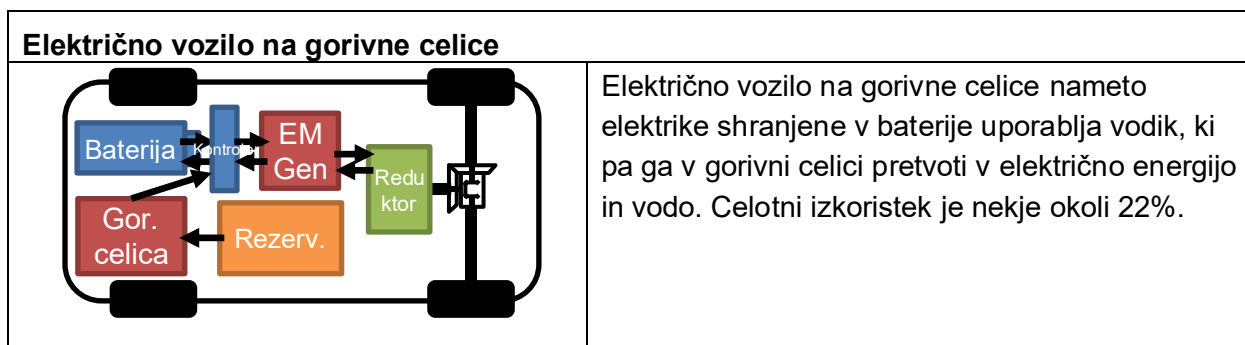 Električno vozilo na gorivne celice
Baterija
Kontroler
EM
Gen
Redu
ktor
Gor.
celica
Rezerv.
Električno vozilo na gorivne celice nameto
elektrike shranjene v baterije uporablja vodik, ki
pa ga v gorivni celici pretvoti v električno energijo
in vodo. Celotni izkoristek je nekje okoli 22%.